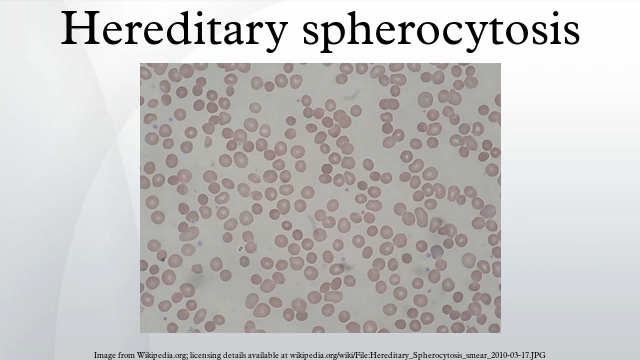 Hereditary spherocytosis
Image from Wikipedia.org; licensing details available at wikipedia.org/wiki/File:Hereditary_Spherocytosis_smear_2010-03-17.JPG